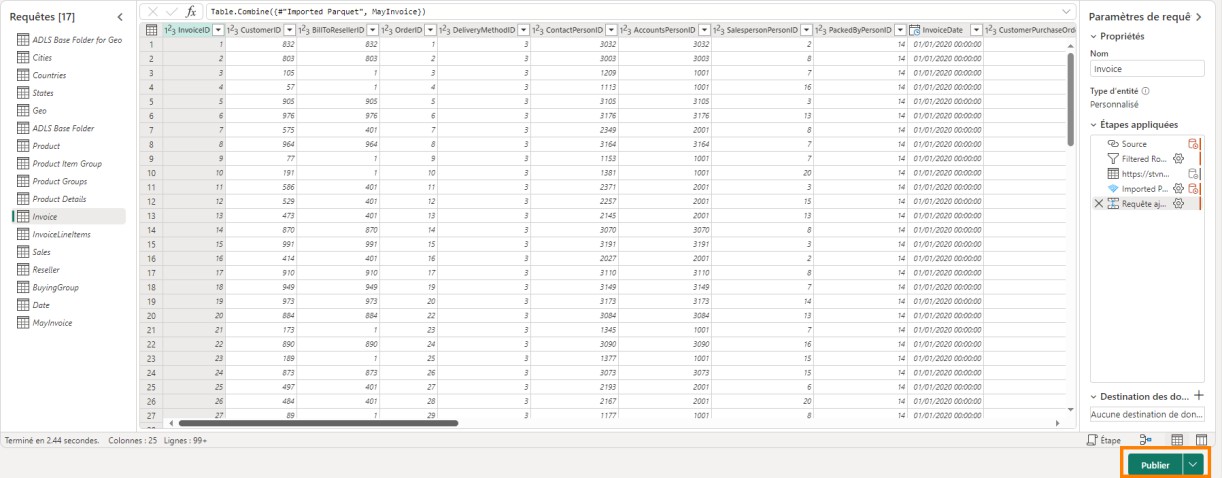 Requêtes [17]
ADLS Base Folder for Geo
Cities
Countries
States
Geo
ADLS Base Folder
Product
Product Item Group
Product Groups
Product Details
Invoice
InvoiceLineItems
Sales
Reseller
BuyingGroup
Date
MayInvoice
fx Table.Combine({#"Imported Parquet", MayInvoice})
1²3 InvoiceID 1²3 CustomerID 1²3 BillToResellerID 1²3 OrderID 1²3 DeliveryMethodID 1²3 ContactPersonID 1²3 AccountsPersonID 1²3 SalespersonPersonID 1²3 PackedByPersonID InvoiceDate 1²3 CustomerPurchaseOrd
1 1 832 832 1 3 3032 3032 2 14 01/01/2020 00:00:00
2 2 803 803 2 3 3003 3003 8 14 01/01/2020 00:00:00
3 3 105 1 3 3 1209 1001 7 14 01/01/2020 00:00:00
4 4 57 1 4 3 1113 1001 16 14 01/01/2020 00:00:00
5 5 905 905 5 3 3105 3105 3 14 01/01/2020 00:00:00
6 6 976 976 6 3 3176 3176 13 14 01/01/2020 00:00:00
7 7 575 401 7 3 2349 2001 8 14 01/01/2020 00:00:00
8 8 964 964 8 3 3164 3164 7 14 01/01/2020 00:00:00
9 9 77 1 9 3 1153 1001 7 14 01/01/2020 00:00:00
10 10 191 1 10 3 1381 1001 20 14 01/01/2020 00:00:00
11 11 586 401 11 3 2371 2001 3 14 01/01/2020 00:00:00
12 12 529 401 12 3 2257 2001 15 14 01/01/2020 00:00:00
13 13 473 401 13 3 2145 2001 13 14 01/01/2020 00:00:00
14 14 870 870 14 3 3070 3070 8 14 01/01/2020 00:00:00
15 15 991 991 15 3 3191 3191 3 14 01/01/2020 00:00:00
16 16 414 401 16 3 2027 2001 2 14 01/01/2020 00:00:00
17 17 910 910 17 3 3110 3110 8 14 01/01/2020 00:00:00
18 18 949 949 19 3 3149 3149 7 14 01/01/2020 00:00:00
19 19 973 973 20 3 3173 3173 14 14 01/01/2020 00:00:00
20 20 884 884 22 3 3084 3084 13 14 01/01/2020 00:00:00
21 21 173 1 23 3 1345 1001 7 14 01/01/2020 00:00:00
22 22 890 890 24 3 3090 3090 16 14 01/01/2020 00:00:00
23 23 189 1 25 3 1377 1001 15 14 01/01/2020 00:00:00
24 24 873 873 26 3 3073 3073 15 14 01/01/2020 00:00:00
25 25 497 401 27 3 2193 2001 6 14 01/01/2020 00:00:00
26 26 484 401 28 3 2167 2001 20 14 01/01/2020 00:00:00
27 27 89 1 29 3 1177 1001 8 14 01/01/2020 00:00:00
Paramètres de requê
Propriétés
Nom
Invoice
Type d'entité
Personnalisé
Étapes appliquées
Source
Filtered Ro...
https://stvn...
Imported P...
Requête aj...
Destination des do...
Aucune destination de don...
Terminé en 2.44 secondes. Colonnes : 25 Lignes : 99+
Étape
Publier